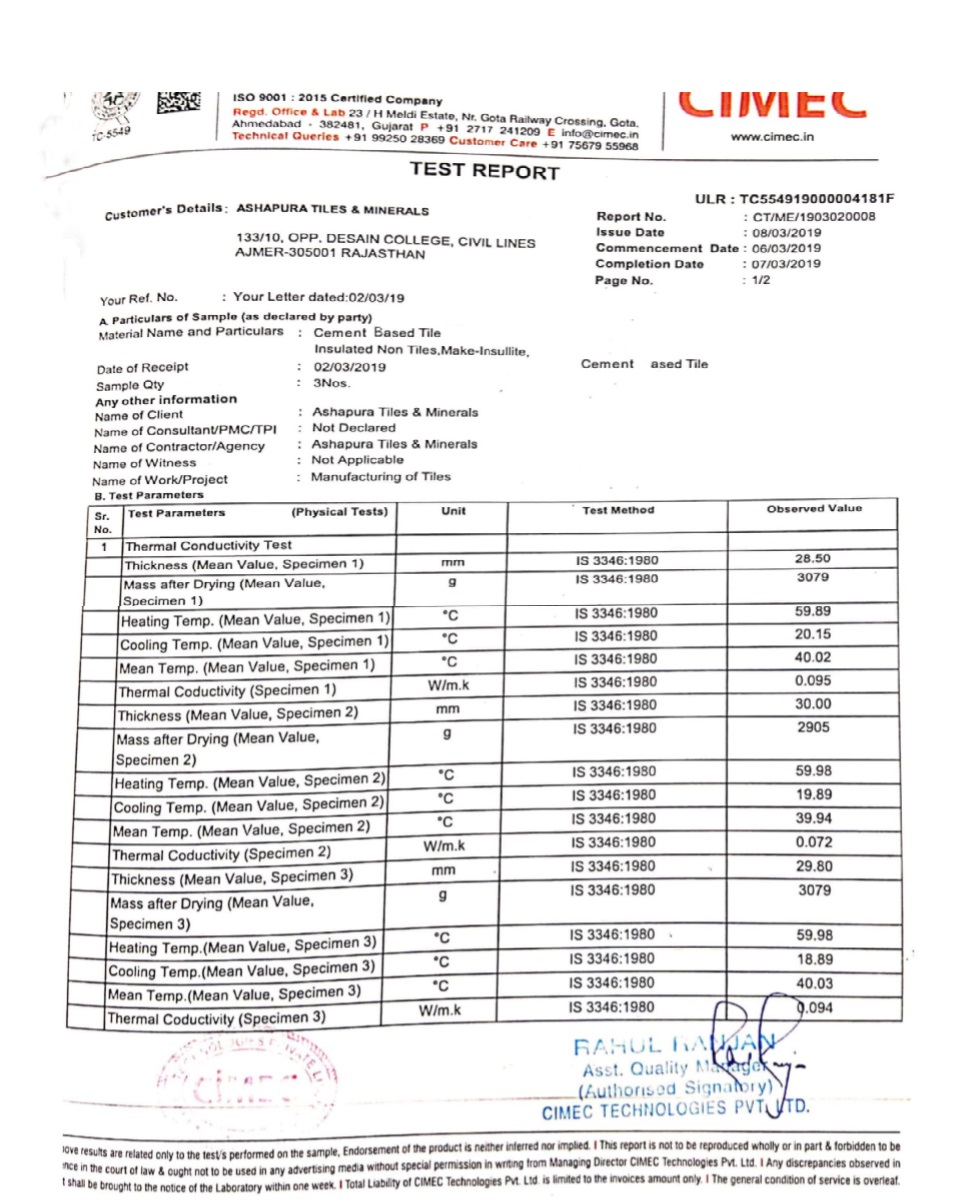 TC-5549
ISO 9001 : 2015 Certified Company
Regd. Office & Lab 23 / H Meldi Estate, Nr. Gota Railway Crossing, Gota,
Ahmedabad - 382481, Gujarat P +91 2717 241209 E info@cimec.in
Technical Queries +91 99250 28369 Customer Care +91 75679 55968
CIMEC
www.cimec.in
TEST REPORT
ULR : TC554919000004181F
Customer's Details : ASHAPURA TILES & MINERALS
133/10, OPP. DESAIN COLLEGE, CIVIL LINES
AJMER-305001 RAJASTHAN
Report No. : CT/ME/1903020008
Issue Date : 08/03/2019
Commencement Date : 06/03/2019
Completion Date : 07/03/2019
Page No. : 1/2
Your Ref. No. : Your Letter dated:02/03/19
A. Particulars of Sample (as declared by party)
Material Name and Particulars : Cement Based Tile
Insulated Non Tiles,Make-Insullite,
Date of Receipt : 02/03/2019 Cement ased Tile
Sample Qty : 3Nos.
Any other information
Name of Client : Ashapura Tiles & Minerals
Name of Consultant/PMC/TPI : Not Declared
Name of Contractor/Agency : Ashapura Tiles & Minerals
Name of Witness : Not Applicable
Name of Work/Project : Manufacturing of Tiles
B. Test Parameters
Sr. No. Test Parameters (Physical Tests) Unit Test Method Observed Value
1 Thermal Conductivity Test
Thickness (Mean Value, Specimen 1) mm IS 3346:1980 28.50
Mass after Drying (Mean Value, g IS 3346:1980 3079
Specimen 1)
Heating Temp. (Mean Value, Specimen 1) °C IS 3346:1980 59.89
Cooling Temp. (Mean Value, Specimen 1) °C IS 3346:1980 20.15
Mean Temp. (Mean Value, Specimen 1) °C IS 3346:1980 40.02
Thermal Coductivity (Specimen 1) W/m.k IS 3346:1980 0.095
Thickness (Mean Value, Specimen 2) mm IS 3346:1980 30.00
Mass after Drying (Mean Value, g IS 3346:1980 2905
Specimen 2)
Heating Temp. (Mean Value, Specimen 2) °C IS 3346:1980 59.98
Cooling Temp. (Mean Value, Specimen 2) °C IS 3346:1980 19.89
Mean Temp. (Mean Value, Specimen 2) °C IS 3346:1980 39.94
Thermal Coductivity (Specimen 2) W/m.k IS 3346:1980 0.072
Thickness (Mean Value, Specimen 3) mm IS 3346:1980 29.80
Mass after Drying (Mean Value, g IS 3346:1980 3079
Specimen 3)
Heating Temp.(Mean Value, Specimen 3) °C IS 3346:1980 59.98
Cooling Temp.(Mean Value, Specimen 3) °C IS 3346:1980 18.89
Mean Temp.(Mean Value, Specimen 3) °C IS 3346:1980 40.03
Thermal Coductivity (Specimen 3) W/m.k IS 3346:1980 0.094
CIMEC
RAHUL RANJAN
Asst. Quality Manager
(Authorised Signatory)
CIMEC TECHNOLOGIES PVT. LTD.
ove results are related only to the test/s performed on the sample, Endorsement of the product is neither inferred nor implied. I This report is not to be reproduced wholly or in part & forbidden to be
nce in the court of law & ought not to be used in any advertising media without special permission in writing from Managing Director CIMEC Technologies Pvt. Ltd. I Any discrepancies observed in
t shall be brought to the notice of the Laboratory within one week. I Total Liability of CIMEC Technologies Pvt. Ltd. is limited to the invoices amount only. I The general condition of service is overleaf.